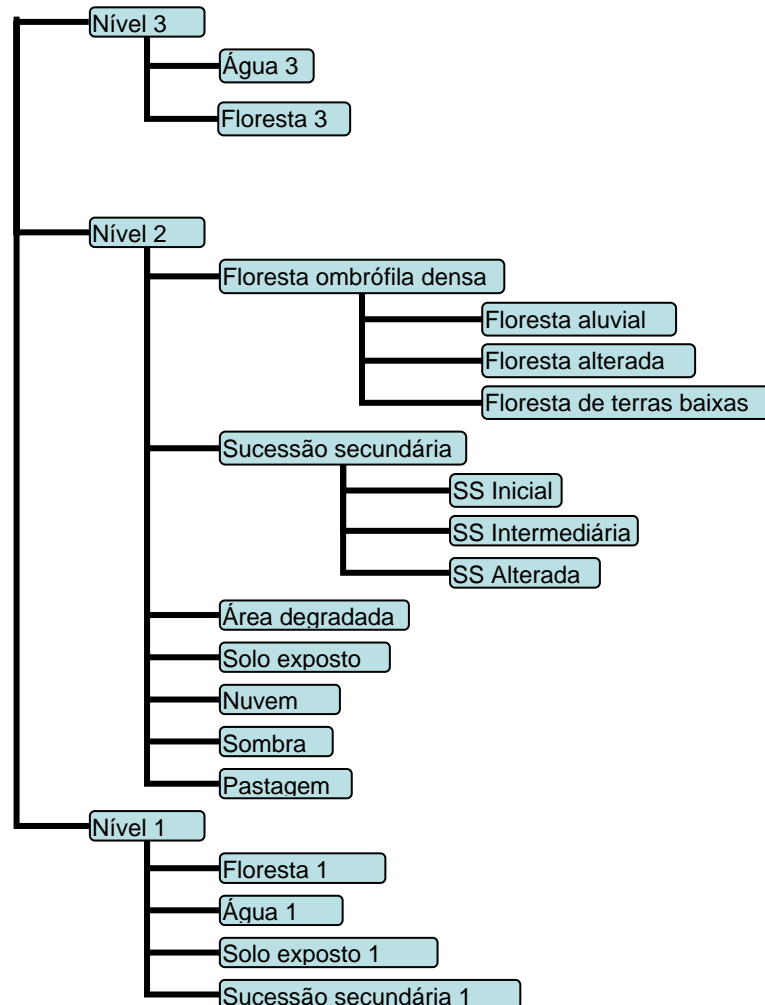 Nível 3
Água 3
Floresta 3
Nível 2
Floresta ombrófila densa
Floresta aluvial
Floresta alterada
Floresta de terras baixas
Sucessão secundária
SS Inicial
SS Intermediária
SS Alterada
Área degradada
Solo exposto
Nuvem
Sombra
Pastagem
Nível 1
Floresta 1
Água 1
Solo exposto 1
Sucessão secundária 1